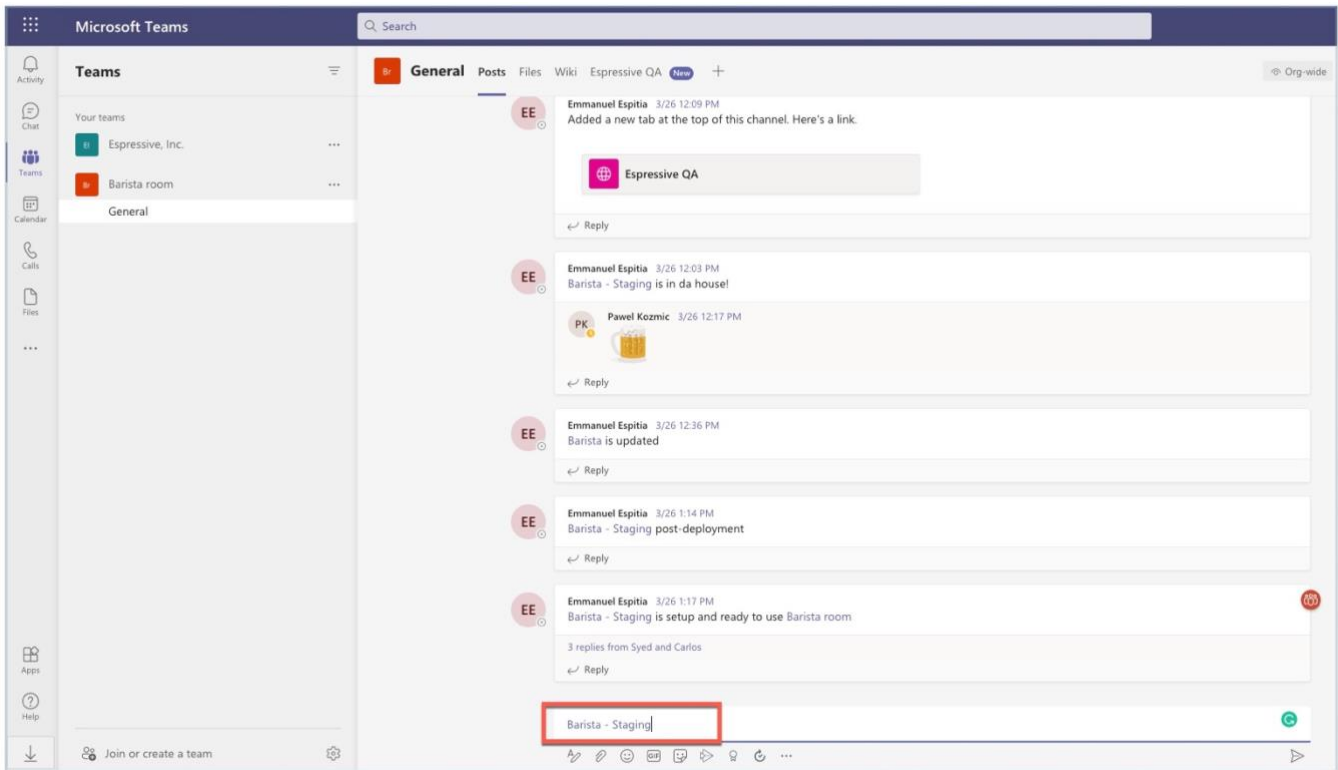 Microsoft Teams
Search
Activity
Chat
Teams
Calendar
Calls
Files
Apps
Help
Teams
Your teams
EI
Espressive, Inc.
Br
Barista room
General
Join or create a team
Br
General Posts Files Wiki Espressive QA New
Org-wide
EE
Emmanuel Espitia 3/26 12:09 PM
Added a new tab at the top of this channel. Here's a link.
Espressive QA
Reply
EE
Emmanuel Espitia 3/26 12:03 PM
Barista - Staging is in da house!
PK
Pawel Kozmic 3/26 12:17 PM
Reply
EE
Emmanuel Espitia 3/26 12:36 PM
Barista is updated
Reply
EE
Emmanuel Espitia 3/26 1:14 PM
Barista - Staging post-deployment
Reply
EE
Emmanuel Espitia 3/26 1:17 PM
Barista - Staging is setup and ready to use Barista room
3 replies from Syed and Carlos
Reply
Barista - Staging
GIF